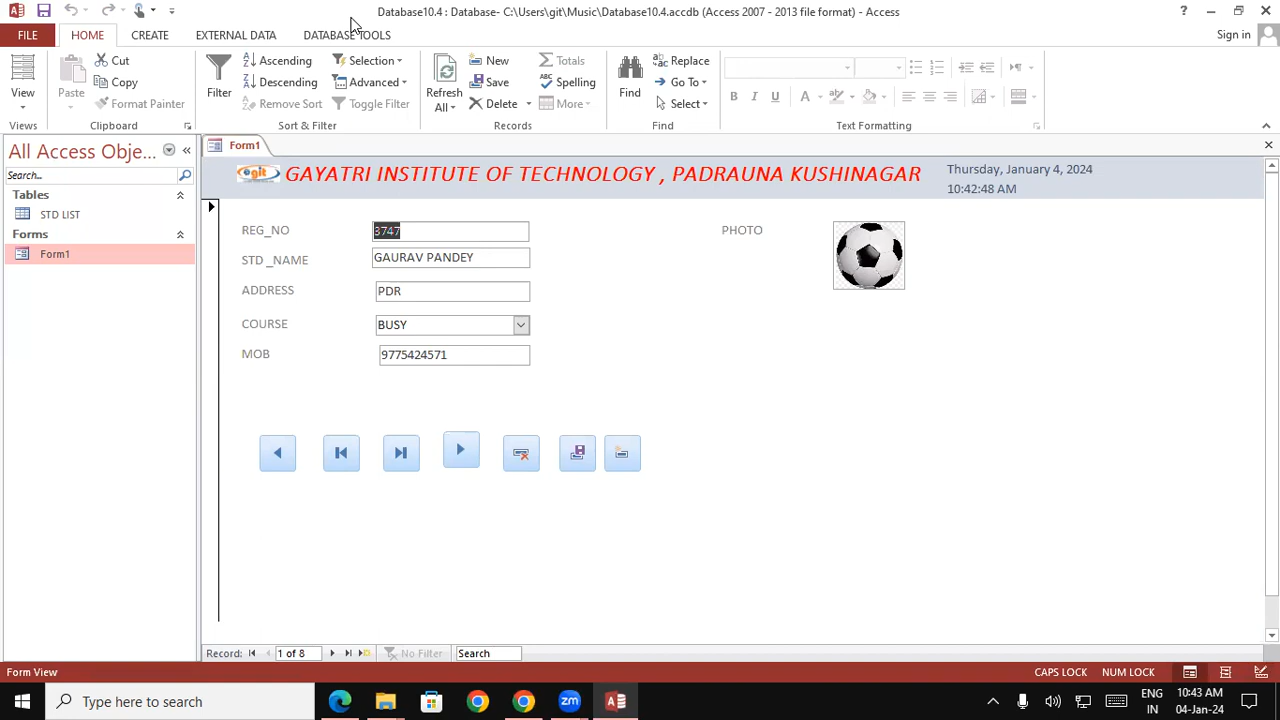 Database10.4 : Database- C:\Users\git\Music\Database10.4.accdb (Access 2007 - 2013 file format) - Access
?
FILE HOME CREATE EXTERNAL DATA DATABASE TOOLS Sign in
View
Views
Paste
Cut
Copy
Format Painter
Clipboard
Filter
Ascending
Descending
Remove Sort
Selection
Advanced
Toggle Filter
Sort & Filter
Refresh All
New
Save
Delete
Totals
Spelling
More
Records
Find
Replace
Go To
Select
Find
B I U A
Text Formatting
All Access Obje...
Search...
Tables
STD LIST
Forms
Form1
Form1
git GAYATRI INSTITUTE OF TECHNOLOGY , PADRAUNA KUSHINAGAR
Thursday, January 4, 2024
10:42:48 AM
REG_NO 3747
STD _NAME GAURAV PANDEY
ADDRESS PDR
COURSE BUSY
MOB 9775424571
PHOTO
Record: 1 of 8 No Filter Search
Form View CAPS LOCK NUM LOCK
Type here to search
zm
ENG
IN
10:43 AM
04-Jan-24